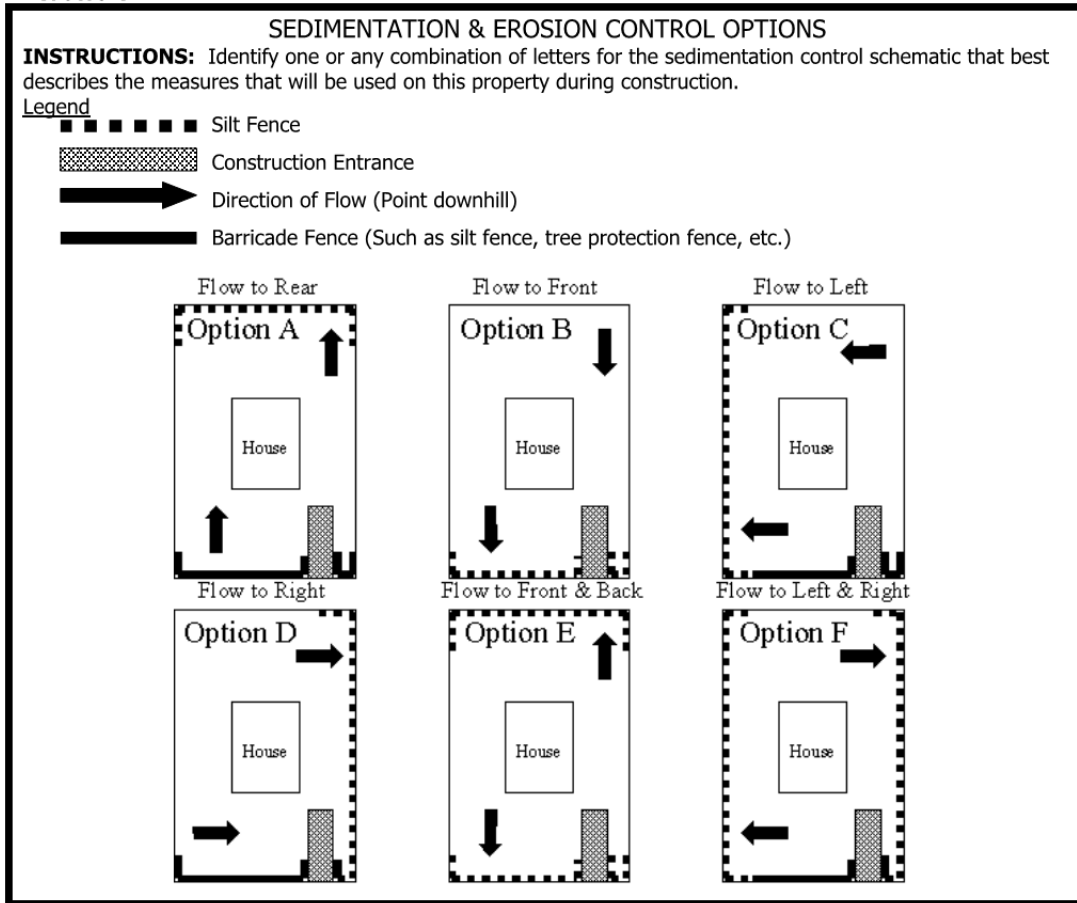 SEDIMENTATION & EROSION CONTROL OPTIONS
INSTRUCTIONS: Identify one or any combination of letters for the sedimentation control schematic that best
describes the measures that will be used on this property during construction.
Legend
Silt Fence
Construction Entrance
Direction of Flow (Point downhill)
Barricade Fence (Such as silt fence, tree protection fence, etc.)
Flow to Rear
Option A
House
Flow to Front
Option B
House
Flow to Left
Option C
House
Flow to Right
Option D
House
Flow to Front & Back
Option E
House
Flow to Left & Right
Option F
House